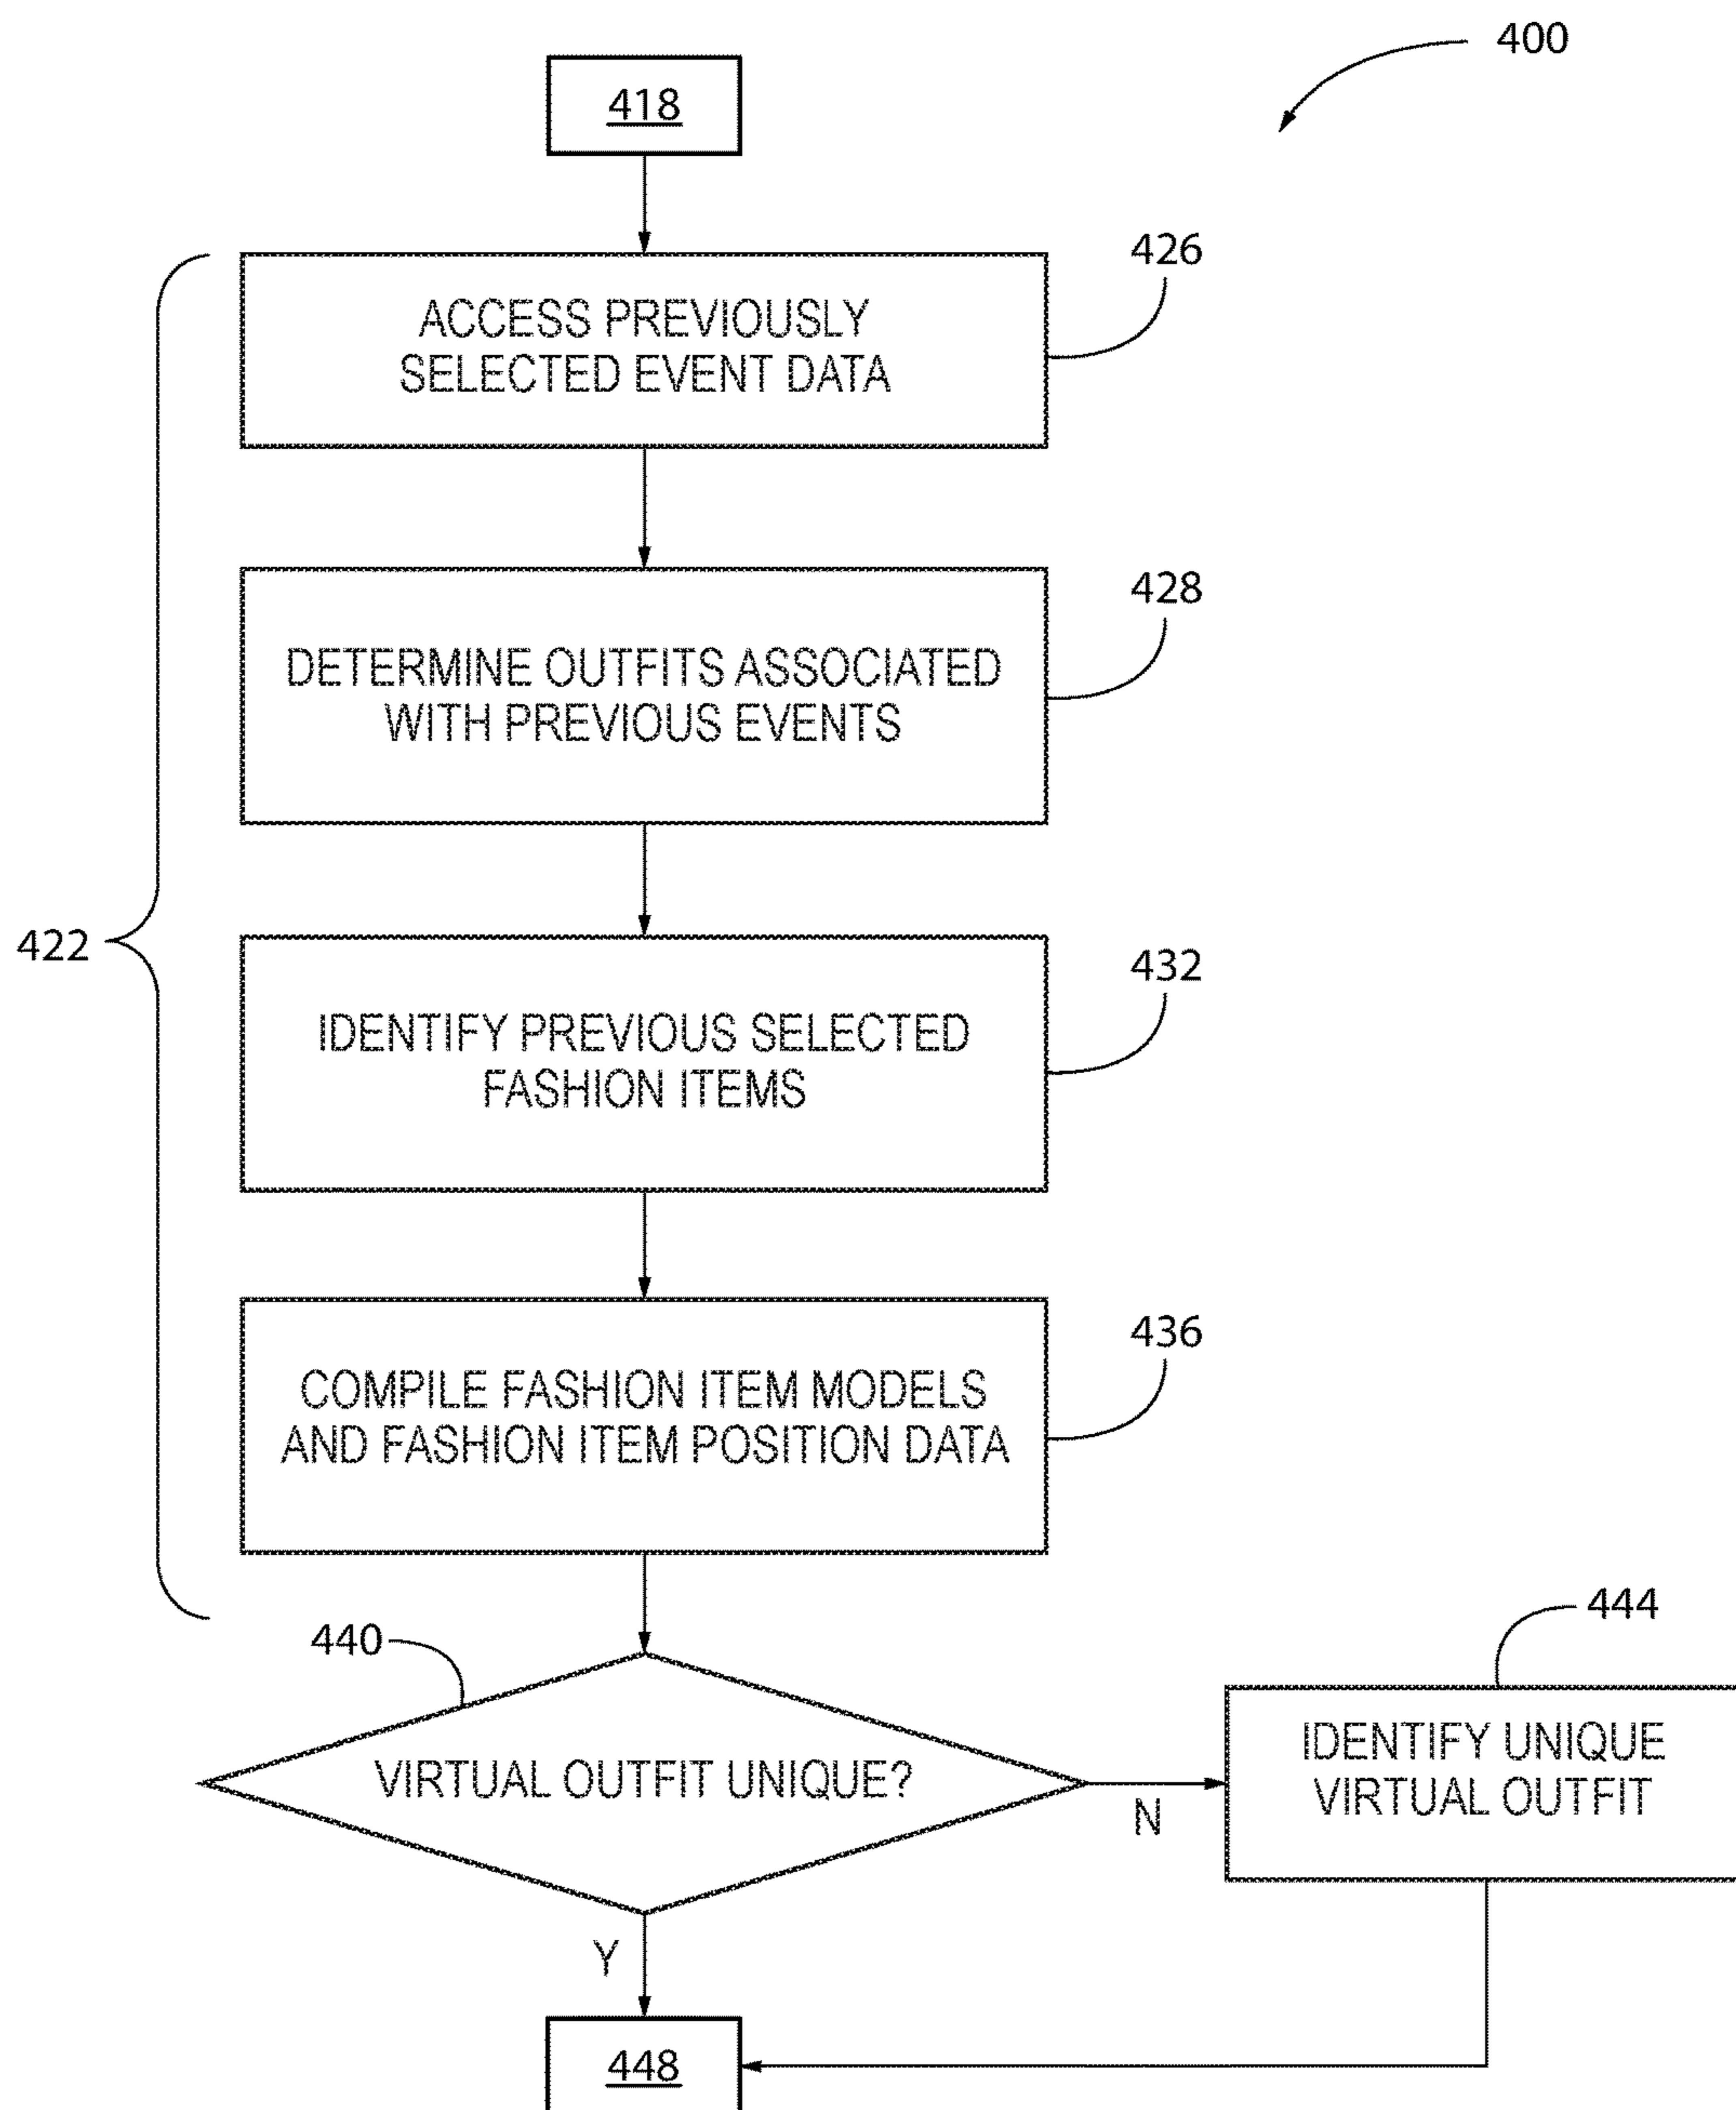 400
418
426
ACCESS PREVIOUSLY
SELECTED EVENT DATA
428
DETERMINE OUTFITS ASSOCIATED
WITH PREVIOUS EVENTS
422
432
IDENTIFY PREVIOUS SELECTED
FASHION ITEMS
436
COMPILE FASHION ITEM MODELS
AND FASHION ITEM POSITION DATA
440
444
VIRTUAL OUTFIT UNIQUE?
N
IDENTIFY UNIQUE
VIRTUAL OUTFIT
Y
448